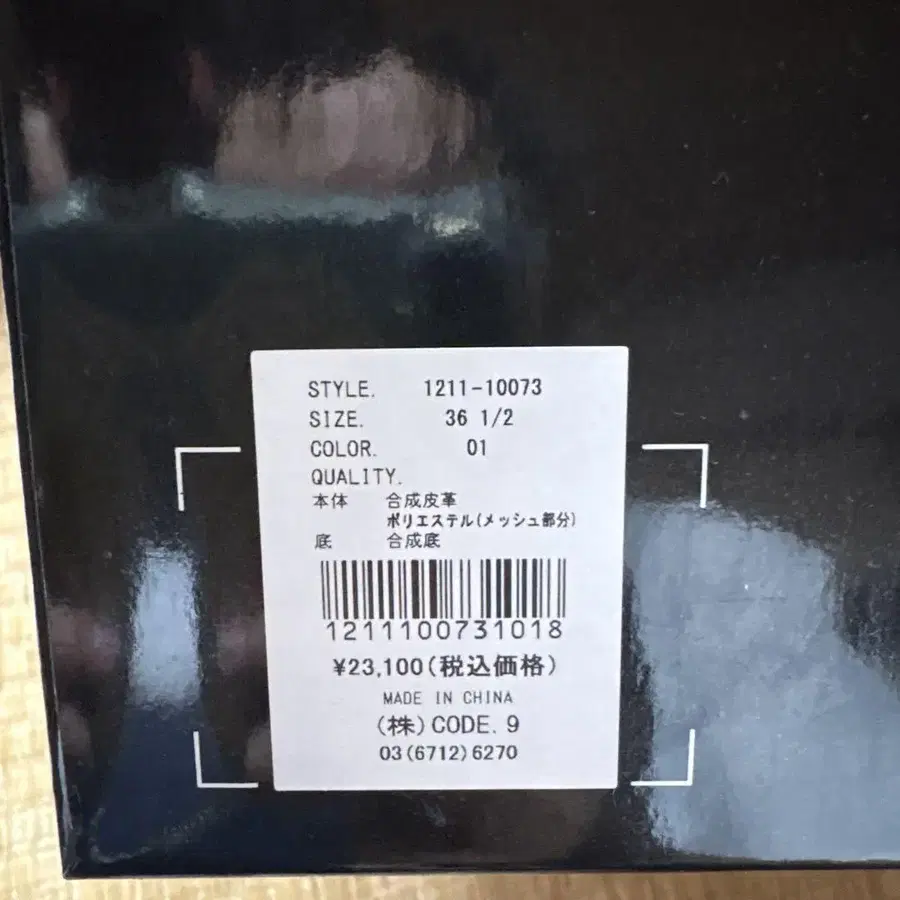 STYLE. 1211-10073
SIZE. 36 1/2
COLOR. 01
QUALITY.
本体 合成皮革
ポリエステル(メッシュ部分)
底 合成底
1211100731018
¥23,100(税込価格)
MADE IN CHINA
(株)CODE.9
03(6712)6270